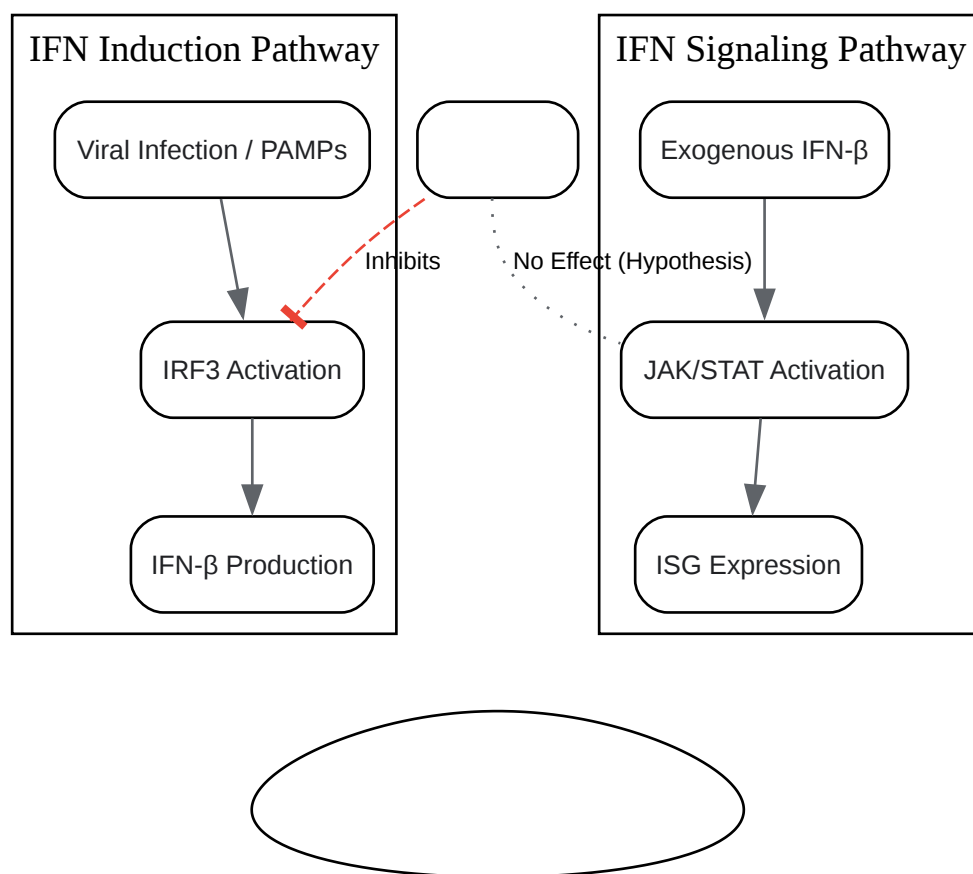 IFN Induction Pathway
IFN Signaling Pathway
Viral Infection / PAMPs
Exogenous IFN-β
Inhibits
No Effect (Hypothesis)
IRF3 Activation
JAK/STAT Activation
IFN-β Production
ISG Expression